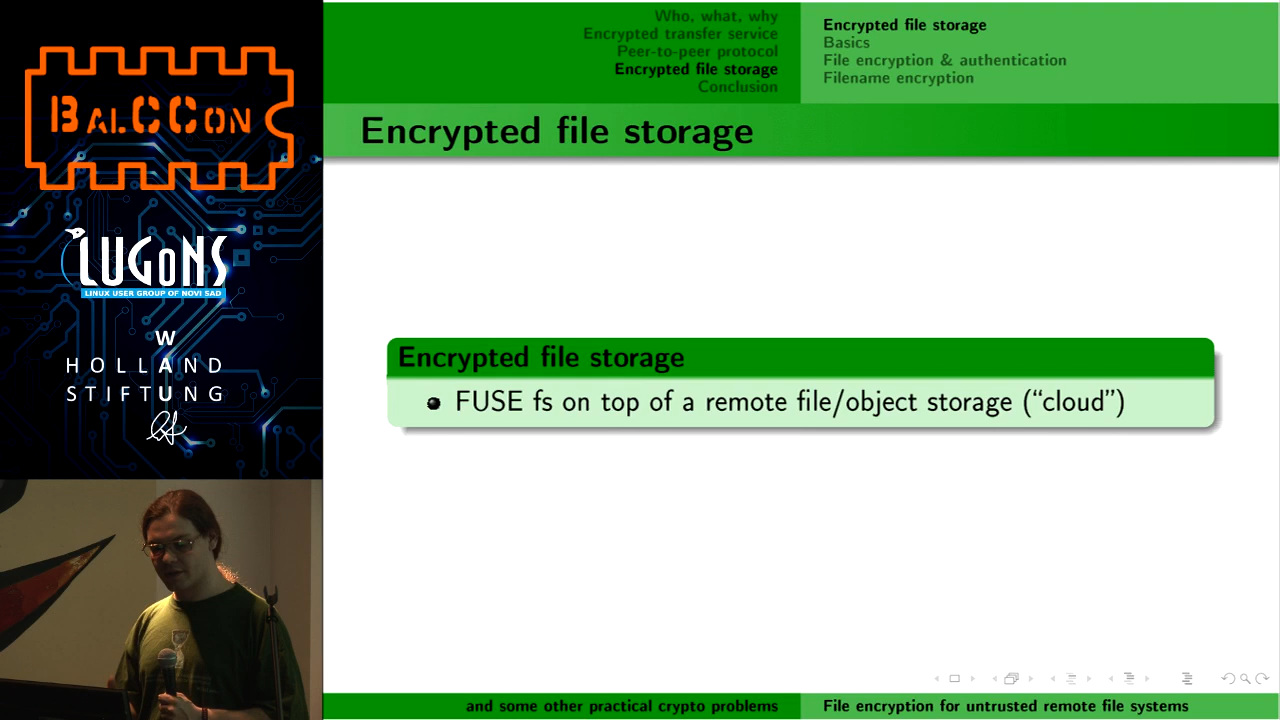 BALCCON
LUGONS
LINUX USER GROUP OF NOVI SAD
W
HOLLAND
STIFTUNG
Who, what, why
Encrypted transfer service
Peer-to-peer protocol
Encrypted file storage
Conclusion
Encrypted file storage
Basics
File encryption & authentication
Filename encryption
Encrypted file storage
Encrypted file storage
FUSE fs on top of a remote file/object storage (“cloud”)
and some other practical crypto problems
File encryption for untrusted remote file systems